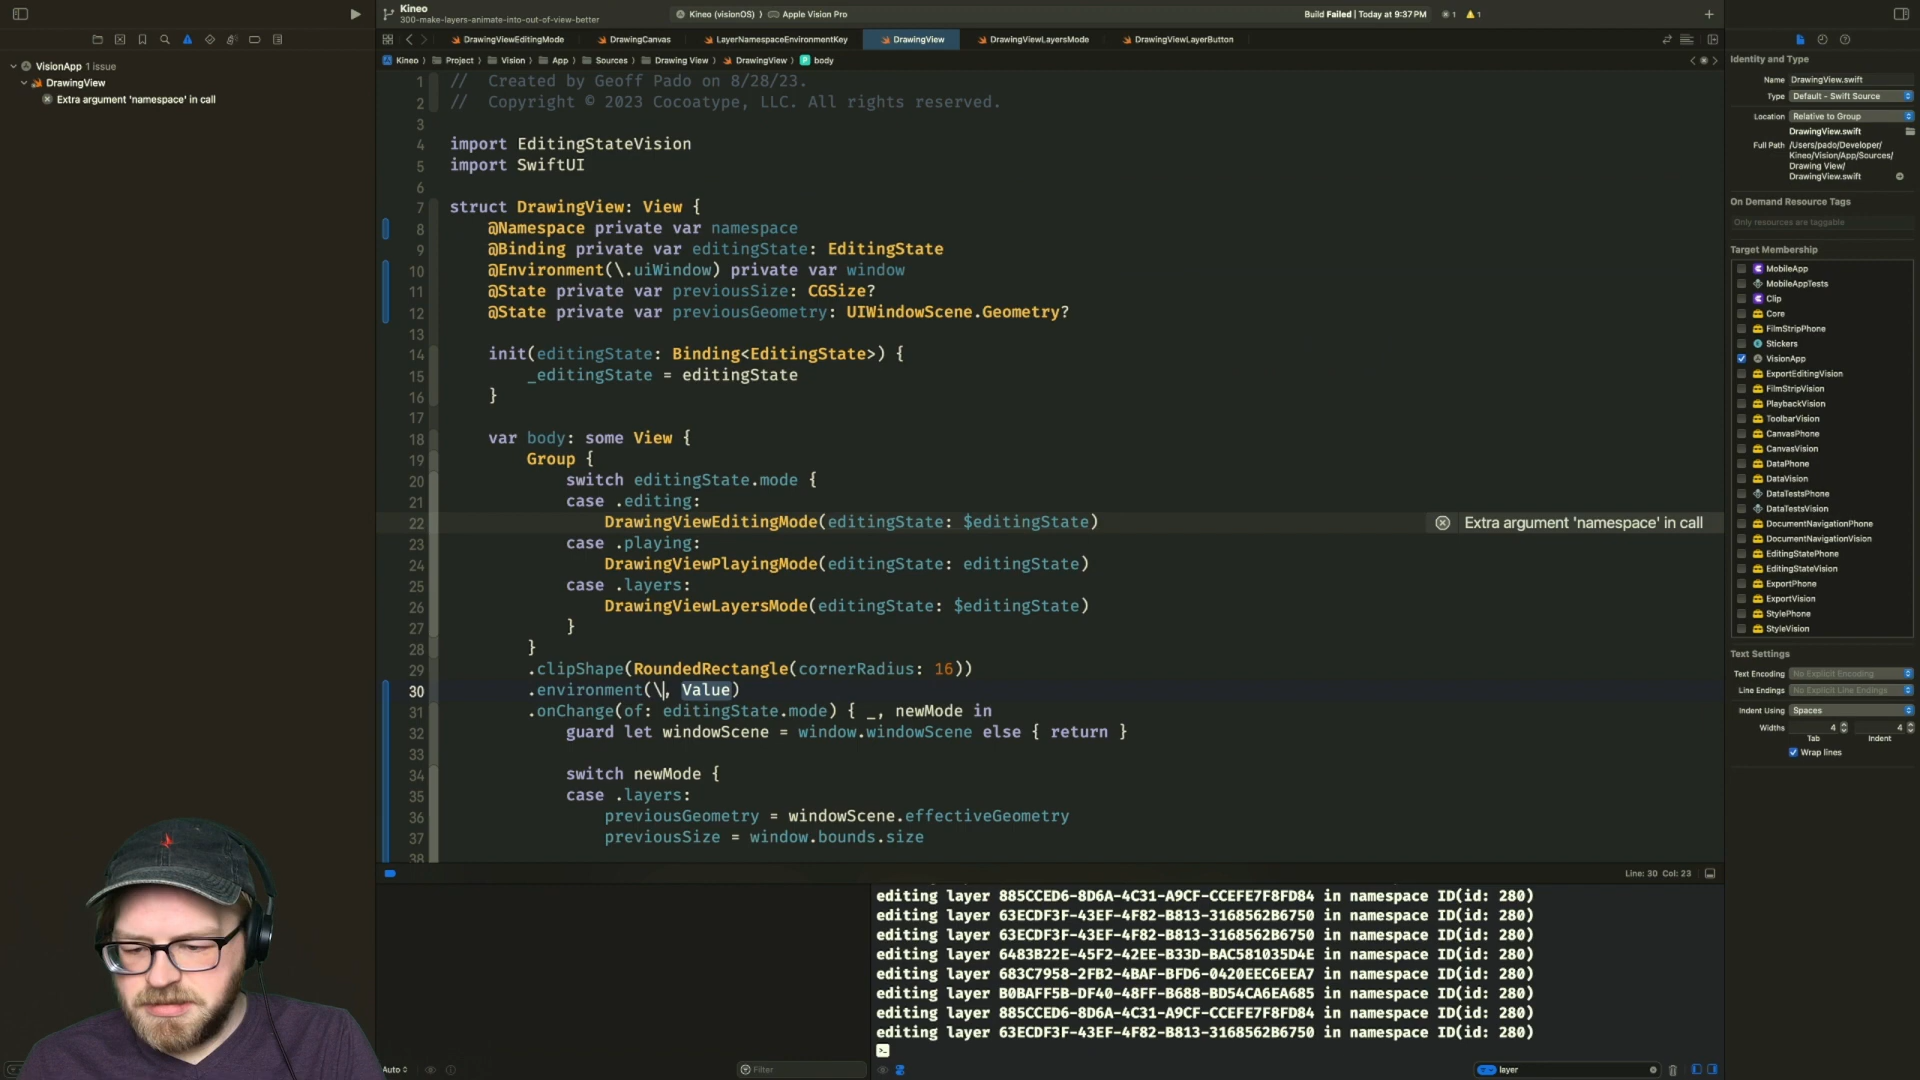 Kineo
300-make-layers-animate-into-out-of-view-better
Kineo (visionOS)
Apple Vision Pro
Build Failed | Today at 9:37 PM
1
1
DrawingViewEditingMode
DrawingCanvas
LayerNamespaceEnvironmentKey
DrawingView
DrawingViewLayersMode
DrawingViewLayerButton
Kineo
Project
Vision
App
Sources
Drawing View
DrawingView
body
VisionApp 1 issue
DrawingView
Extra argument 'namespace' in call
1 // Created by Geoff Pado on 8/28/23.
2 // Copyright © 2023 Cocoatype, LLC. All rights reserved.
3
4 import EditingStateVision
5 import SwiftUI
6
7 struct DrawingView: View {
8 @Namespace private var namespace
9 @Binding private var editingState: EditingState
10 @Environment(\.uiWindow) private var window
11 @State private var previousSize: CGSize?
12 @State private var previousGeometry: UIWindowScene.Geometry?
13
14 init(editingState: Binding<EditingState>) {
15 _editingState = editingState
16 }
17
18 var body: some View {
19 Group {
20 switch editingState.mode {
21 case .editing:
22 DrawingViewEditingMode(editingState: $editingState)
Extra argument 'namespace' in call
23 case .playing:
24 DrawingViewPlayingMode(editingState: editingState)
25 case .layers:
26 DrawingViewLayersMode(editingState: $editingState)
27 }
28 }
29 .clipShape(RoundedRectangle(cornerRadius: 16))
30 .environment(\, Value)
31 .onChange(of: editingState.mode) { _, newMode in
32 guard let windowScene = window.windowScene else { return }
33
34 switch newMode {
35 case .layers:
36 previousGeometry = windowScene.effectiveGeometry
37 previousSize = window.bounds.size
38
Line: 30 Col: 23
editing layer 885CCED6-8D6A-4C31-A9CF-CCEFE7F8FD84 in namespace ID(id: 280)
editing layer 63ECDF3F-43EF-4F82-B813-3168562B6750 in namespace ID(id: 280)
editing layer 63ECDF3F-43EF-4F82-B813-3168562B6750 in namespace ID(id: 280)
editing layer 6483B22E-45F2-42EE-B33D-BAC581035D4E in namespace ID(id: 280)
editing layer 683C7958-2FB2-4BAF-BFD6-0420EEC6EEA7 in namespace ID(id: 280)
editing layer B0BAFF5B-DF40-48FF-B688-BD54CA6EA685 in namespace ID(id: 280)
editing layer 885CCED6-8D6A-4C31-A9CF-CCEFE7F8FD84 in namespace ID(id: 280)
editing layer 63ECDF3F-43EF-4F82-B813-3168562B6750 in namespace ID(id: 280)
Auto
Filter
layer
Identity and Type
Name DrawingView.swift
Type Default - Swift Source
Location Relative to Group
DrawingView.swift
Full Path /Users/pado/Developer/
Kineo/Vision/App/Sources/
Drawing View/
DrawingView.swift
On Demand Resource Tags
Only resources are taggable
Target Membership
MobileApp
MobileAppTests
Clip
Core
FilmStripPhone
Stickers
VisionApp
ExportEditingVision
FilmStripVision
PlaybackVision
ToolbarVision
CanvasPhone
CanvasVision
DataPhone
DataVision
DataTestsPhone
DataTestsVision
DocumentNavigationPhone
DocumentNavigationVision
EditingStatePhone
EditingStateVision
ExportPhone
ExportVision
StylePhone
StyleVision
Text Settings
Text Encoding No Explicit Encoding
Line Endings No Explicit Line Endings
Indent Using Spaces
Widths 4 4
Tab Indent
Wrap lines